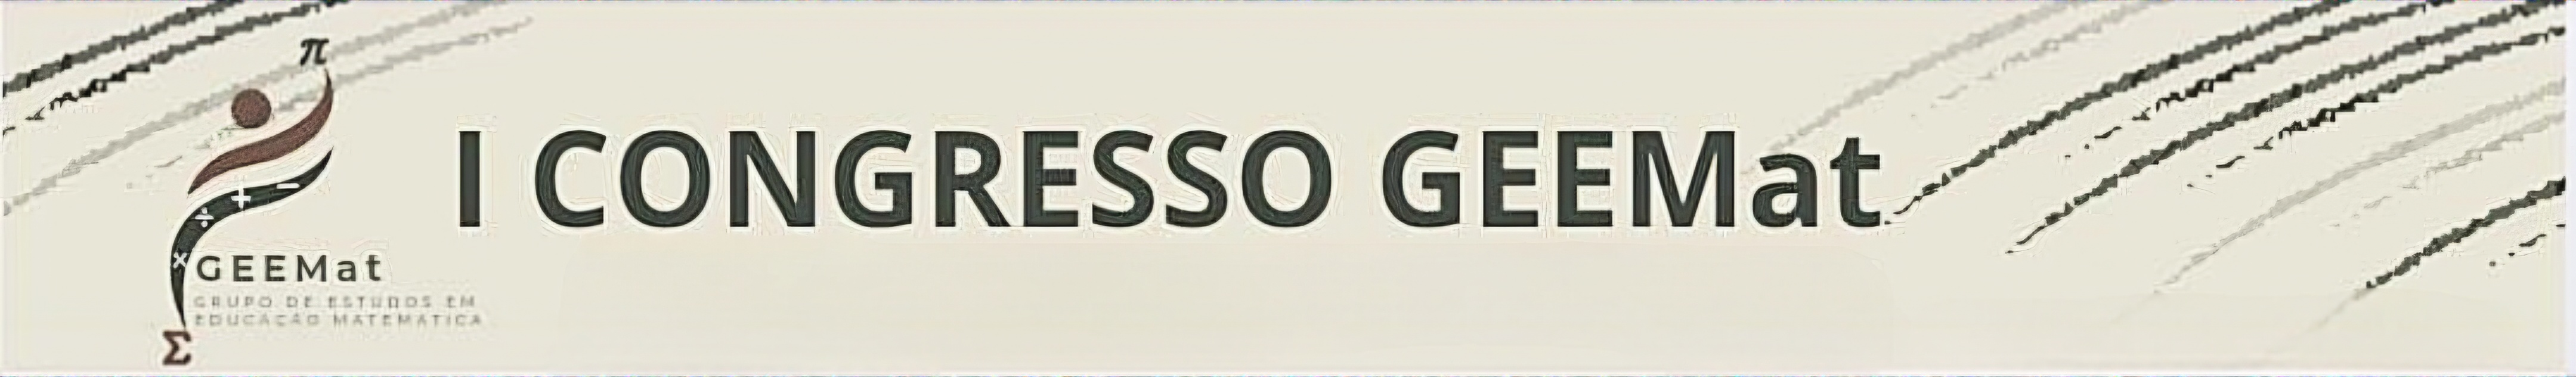 π
I CONGRESSO GEEMat
GEEMat
GRUPO DE ESTUDOS EM
EDUCAÇÃO MATEMÁTICA
Σ